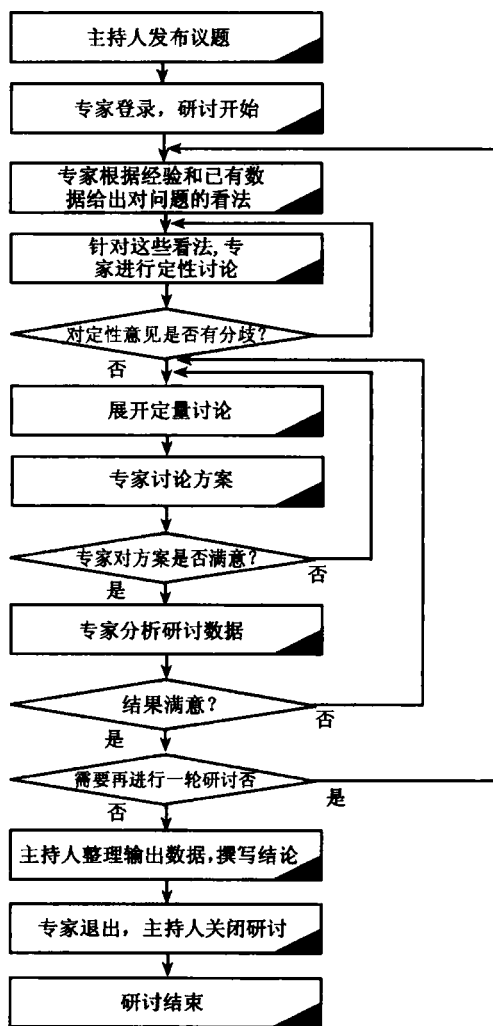 主持人发布议题
专家登录，研讨开始
专家根据经验和已有数
据给出对问题的看法
针对这些看法,专
家进行定性讨论
对定性意见是否有分歧?
否
展开定量讨论
专家讨论方案
专家对方案是否满意?
否
是
专家分析研讨数据
结果满意?
否
是
需要再进行一轮研讨否
是
否
主持人整理输出数据,撰写结论
专家退出，主持人关闭研讨
研讨结束